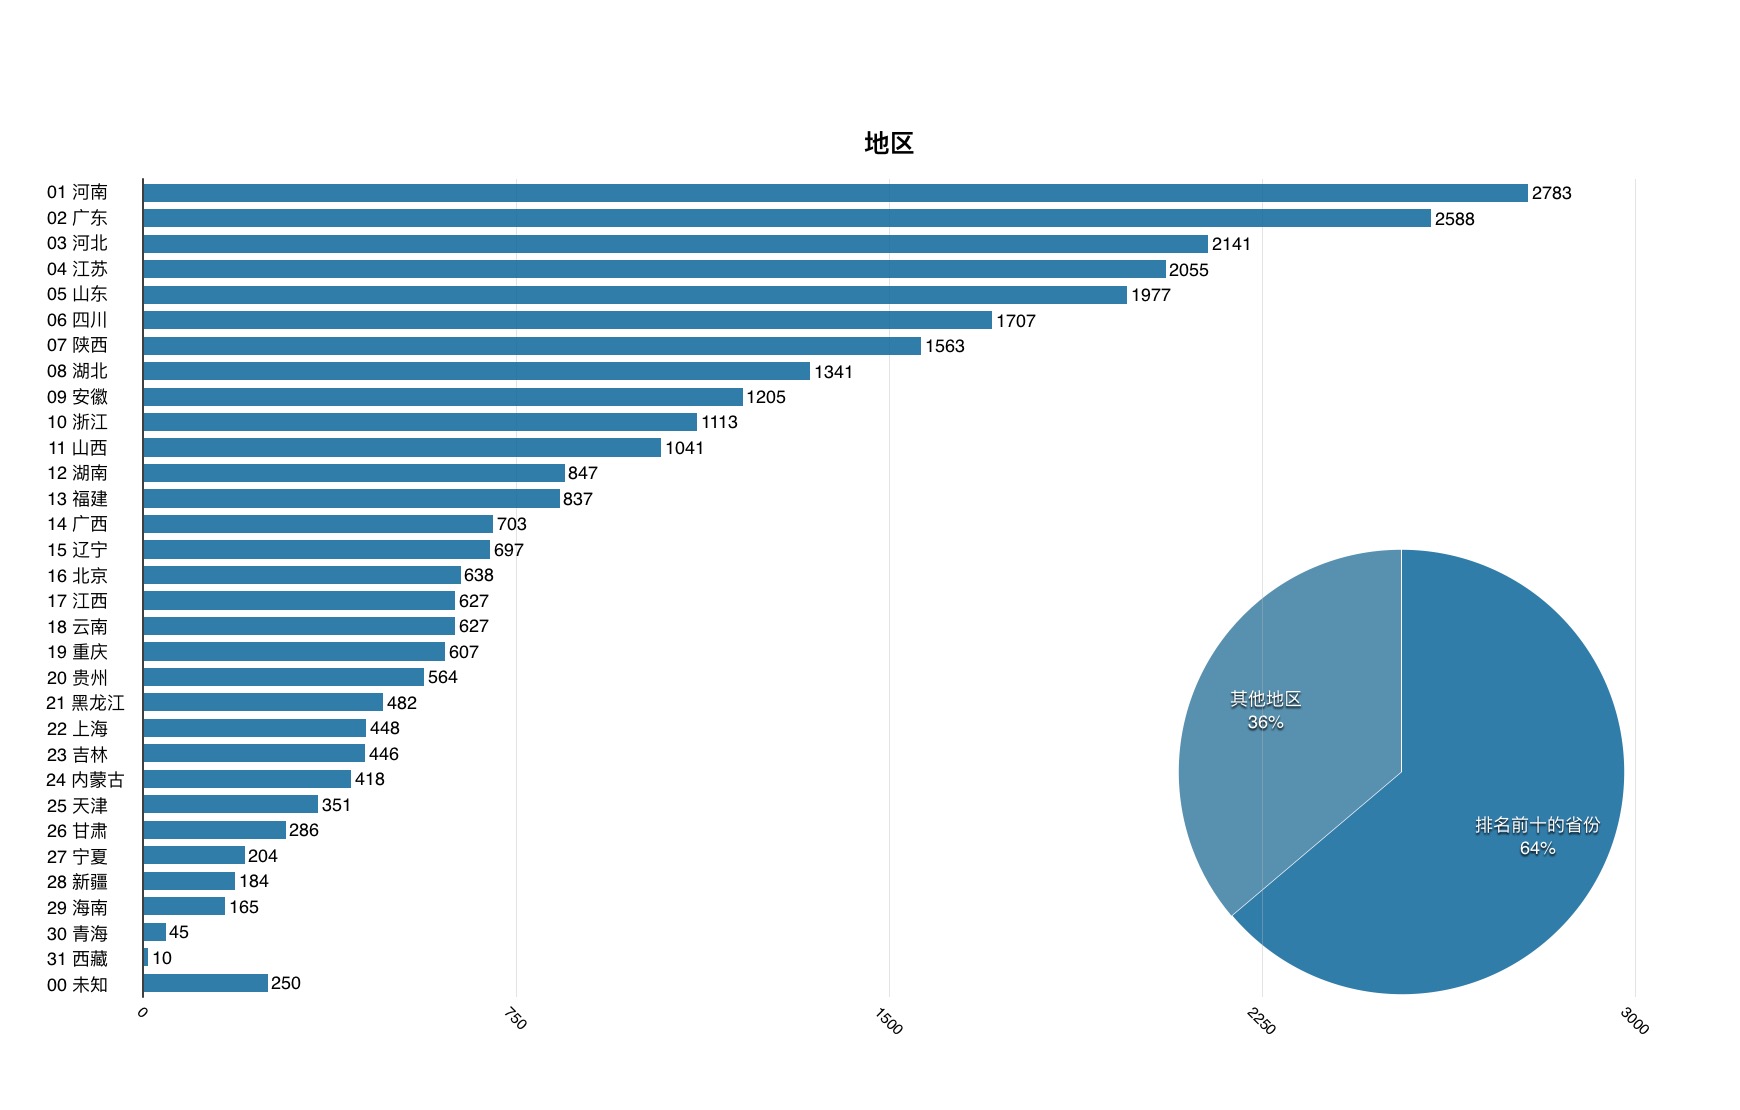 地区
01 河南 2783
02 广东 2588
03 河北 2141
04 江苏 2055
05 山东 1977
06 四川 1707
07 陕西 1563
08 湖北 1341
09 安徽 1205
10 浙江 1113
11 山西 1041
12 湖南 847
13 福建 837
14 广西 703
15 辽宁 697
16 北京 638
17 江西 627
18 云南 627
19 重庆 607
20 贵州 564
21 黑龙江 482
22 上海 448
23 吉林 446
24 内蒙古 418
25 天津 351
26 甘肃 286
27 宁夏 204
28 新疆 184
29 海南 165
30 青海 45
31 西藏 10
00 未知 250
0 750 1500 2250 3000
其他地区
36%
排名前十的省份
64%